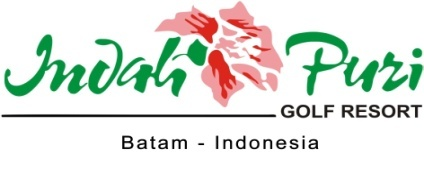 Indah Puri
GOLF RESORT
Batam - Indonesia